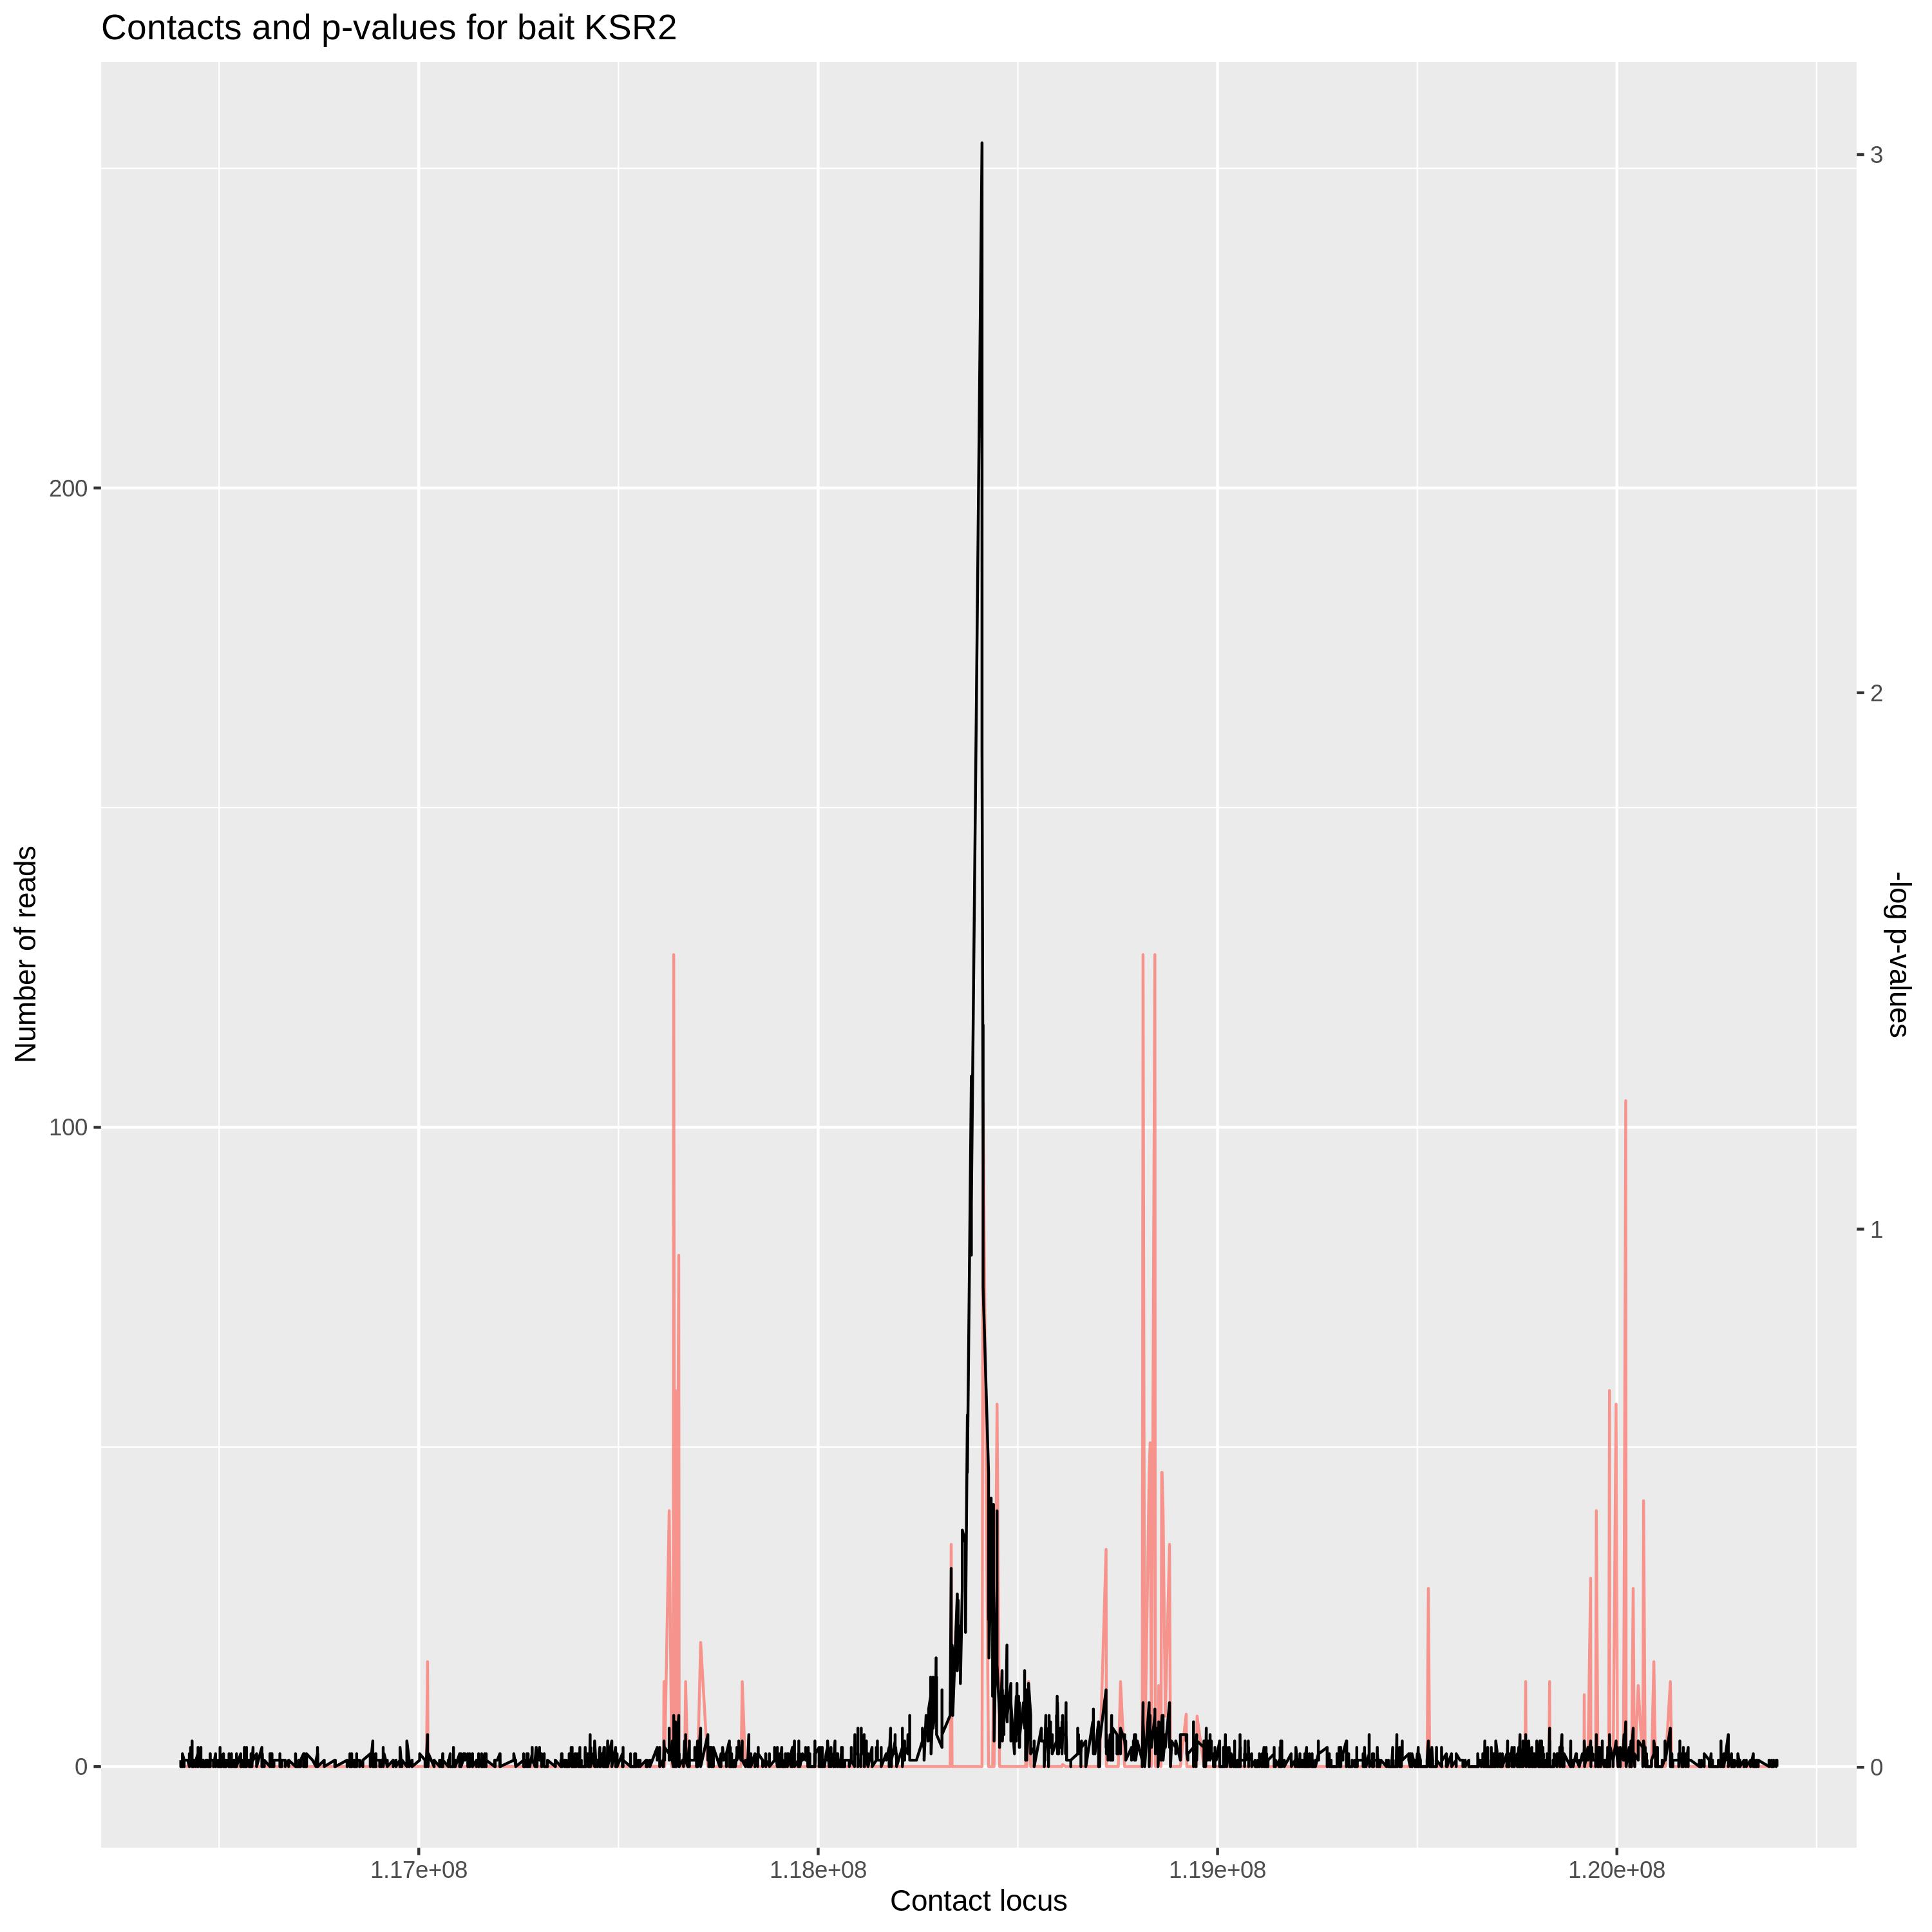 Contacts and p-values for bait KSR2
3
200
2
Number of reads
-log p-values
100
1
0
0
1.17e+08 1.18e+08 1.19e+08 1.20e+08
Contact locus